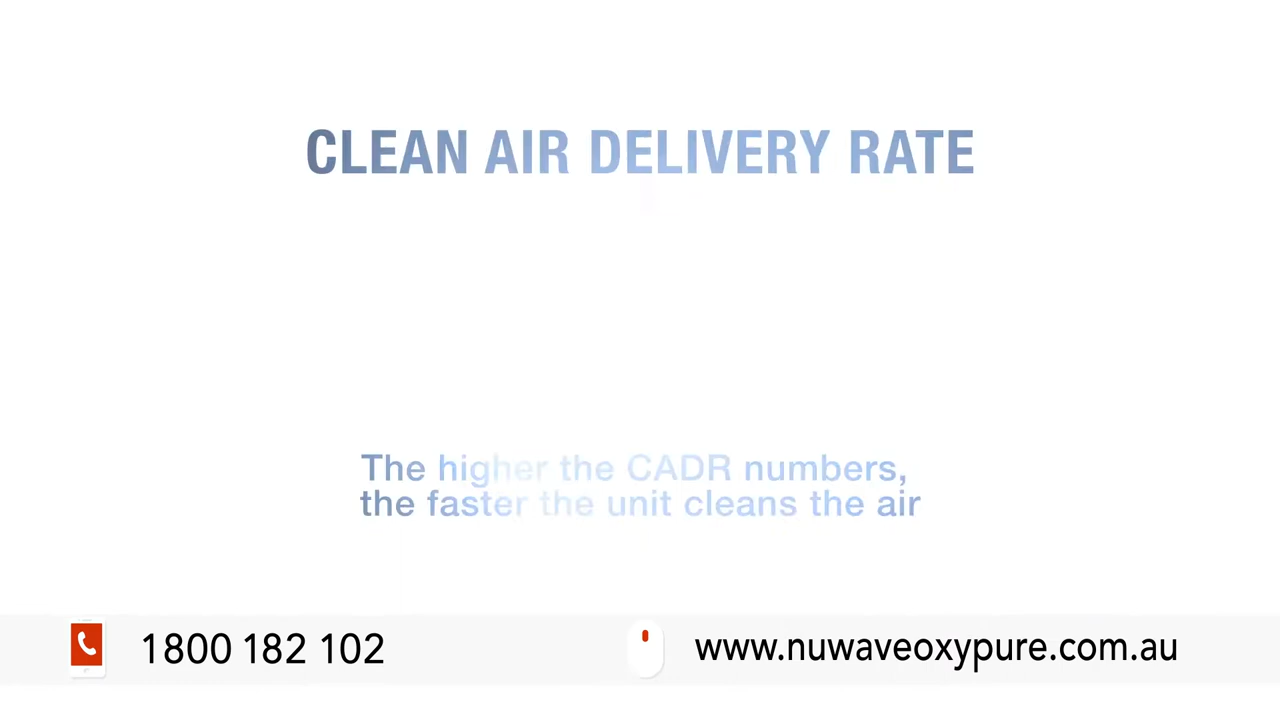 CLEAN AIR DELIVERY RATE
The higher the CADR numbers,
the faster the unit cleans the air
1800 182 102
www.nuwaveoxypure.com.au